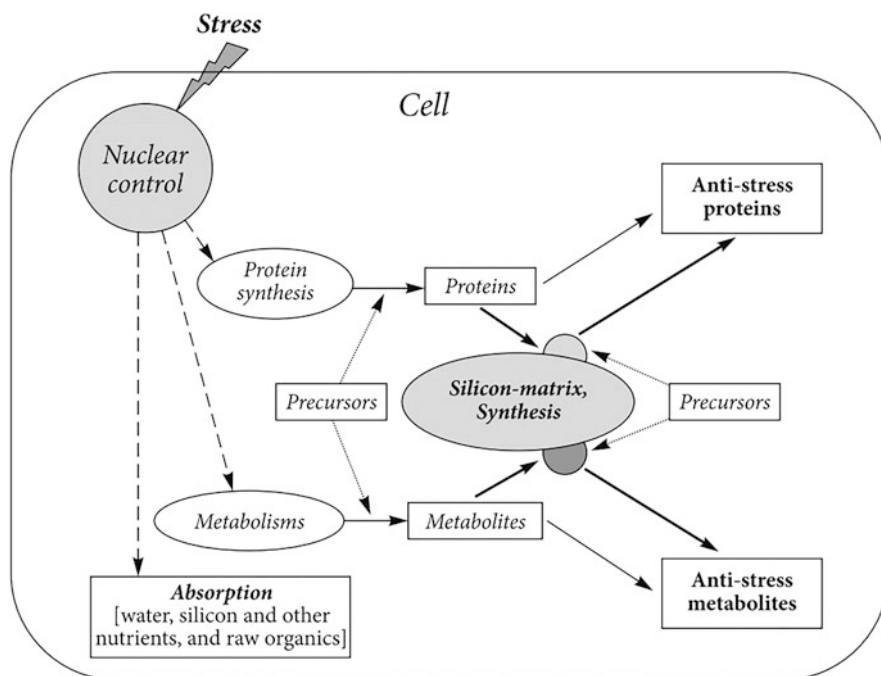 Stress
Cell
Nuclear
control
Anti-stress
proteins
Protein
synthesis
Proteins
Precursors
Silicon-matrix,
Synthesis
Precursors
Metabolisms
Metabolites
Absorption
[water, silicon and other
nutrients, and raw organics]
Anti-stress
metabolites